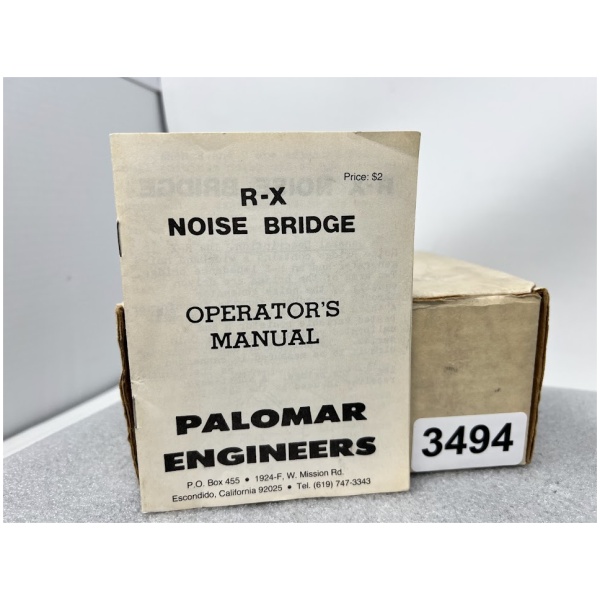 Price: $2
R-X
NOISE BRIDGE
OPERATOR'S
MANUAL
PALOMAR
ENGINEERS
P.O. Box 455 • 1924-F, W. Mission Rd.
Escondido, California 92025 • Tel. (619) 747-3343
3494